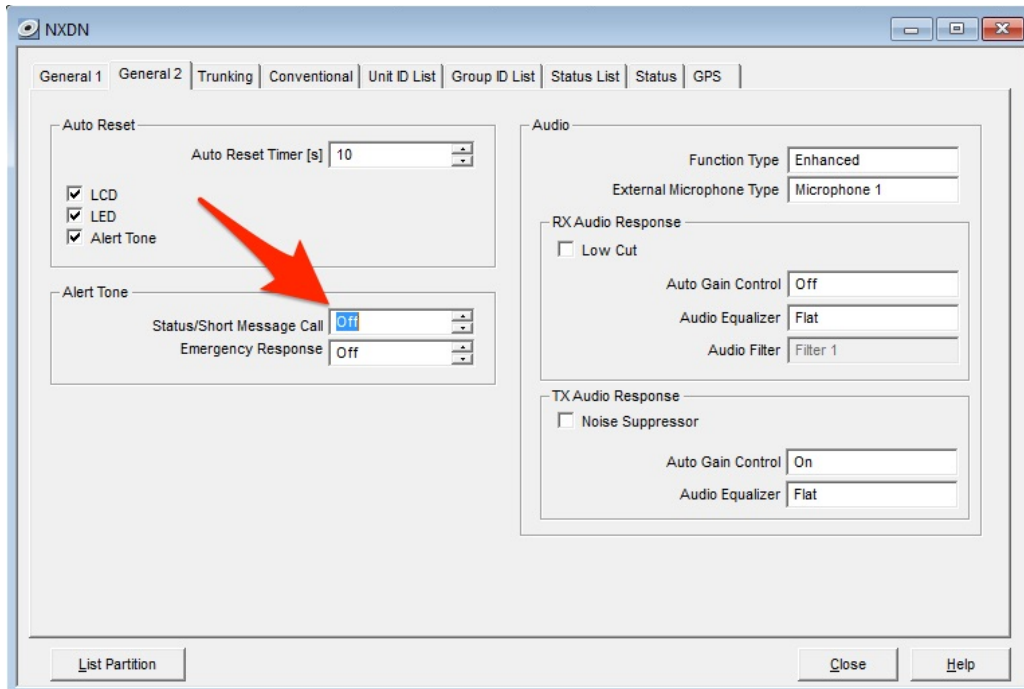 NXDN
General 1 General 2 Trunking Conventional Unit ID List Group ID List Status List Status GPS
Auto Reset
Auto Reset Timer [s] 10
LCD
LED
Alert Tone
Alert Tone
Status/Short Message Call Off
Emergency Response Off
Audio
Function Type Enhanced
External Microphone Type Microphone 1
RX Audio Response
Low Cut
Auto Gain Control Off
Audio Equalizer Flat
Audio Filter Filter 1
TX Audio Response
Noise Suppressor
Auto Gain Control On
Audio Equalizer Flat
List Partition Close Help